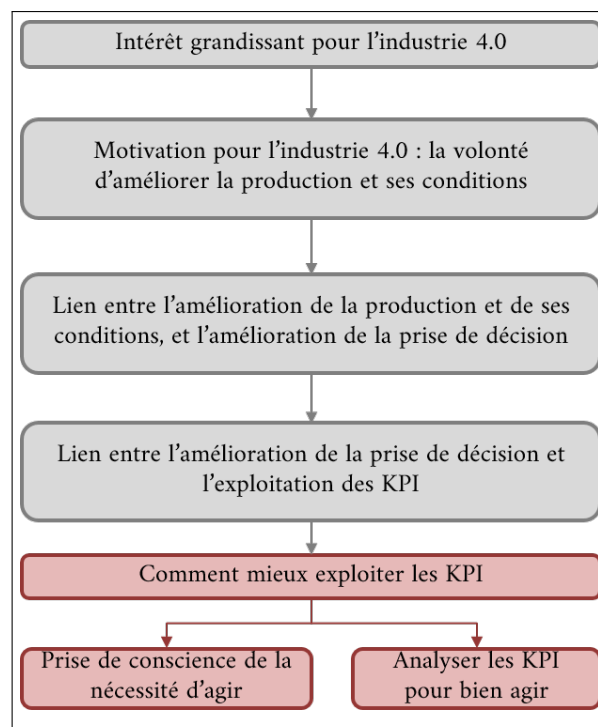 Intérêt grandissant pour l'industrie 4.0
Motivation pour l'industrie 4.0 : la volonté
d'améliorer la production et ses conditions
Lien entre l'amélioration de la production et de ses
conditions, et l'amélioration de la prise de décision
Lien entre l'amélioration de la prise de décision et
l'exploitation des KPI
Comment mieux exploiter les KPI
Prise de conscience de la
nécessité d'agir
Analyser les KPI
pour bien agir